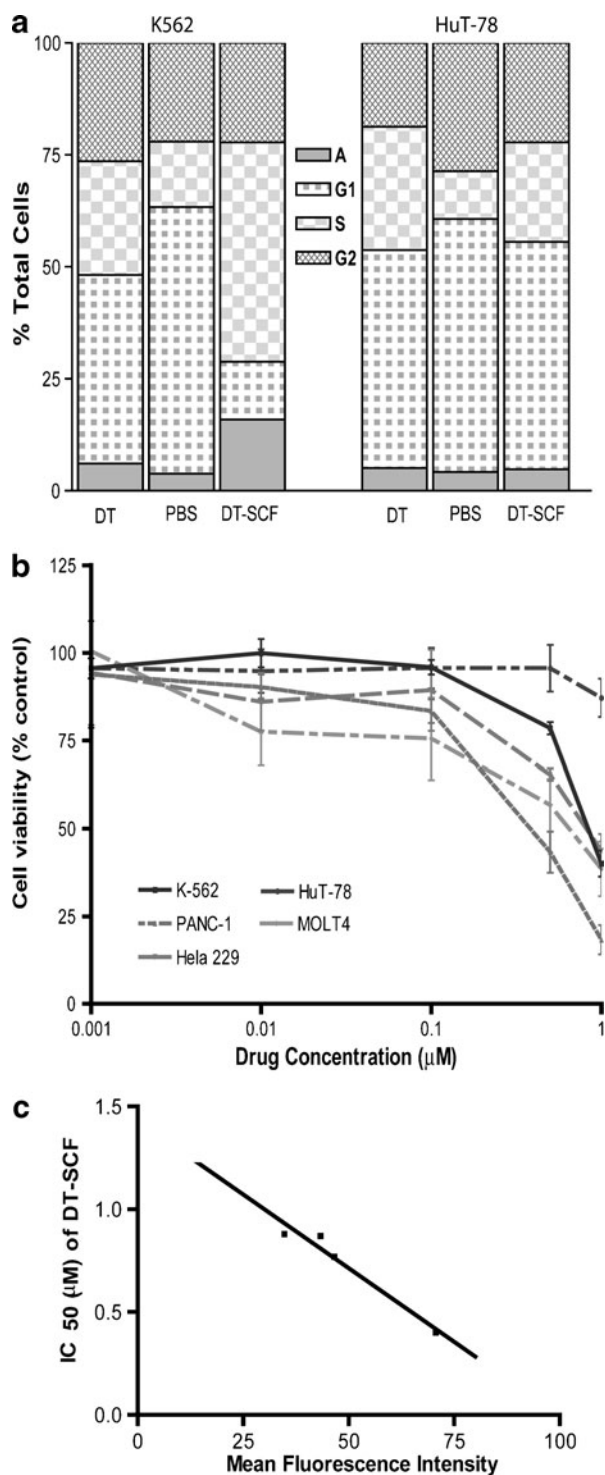 a
K562
HuT-78
100
75
50
25
0
% Total Cells
A
G1
S
G2
DT
PBS
DT-SCF
DT
PBS
DT-SCF
b
125
100
75
50
25
0
Cell viability (% control)
K-562
HuT-78
PANC-1
MOLT4
Hela 229
0.001
0.01
0.1
1
Drug Concentration (µM)
c
1.5
1.0
0.5
0.0
IC 50 (µM) of DT-SCF
0
25
50
75
100
Mean Fluorescence Intensity